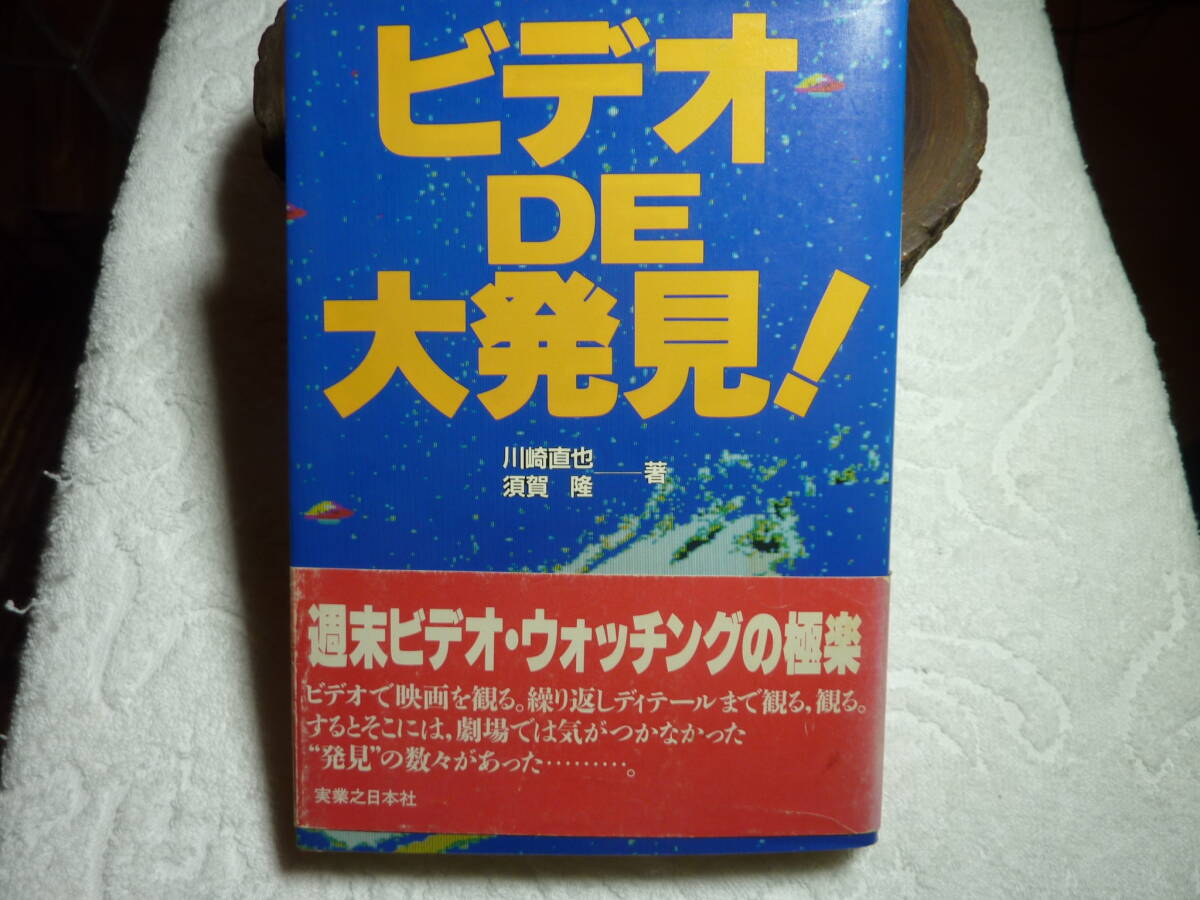 ビデオ
DE
大発見!
川崎直也
須賀 隆 ―― 著
週末ビデオ・ウォッチングの極楽
ビデオで映画を観る。繰り返しディテールまで観る,観る。
するとそこには,劇場では気がつかなかった
“発見”の数々があった………。
実業之日本社